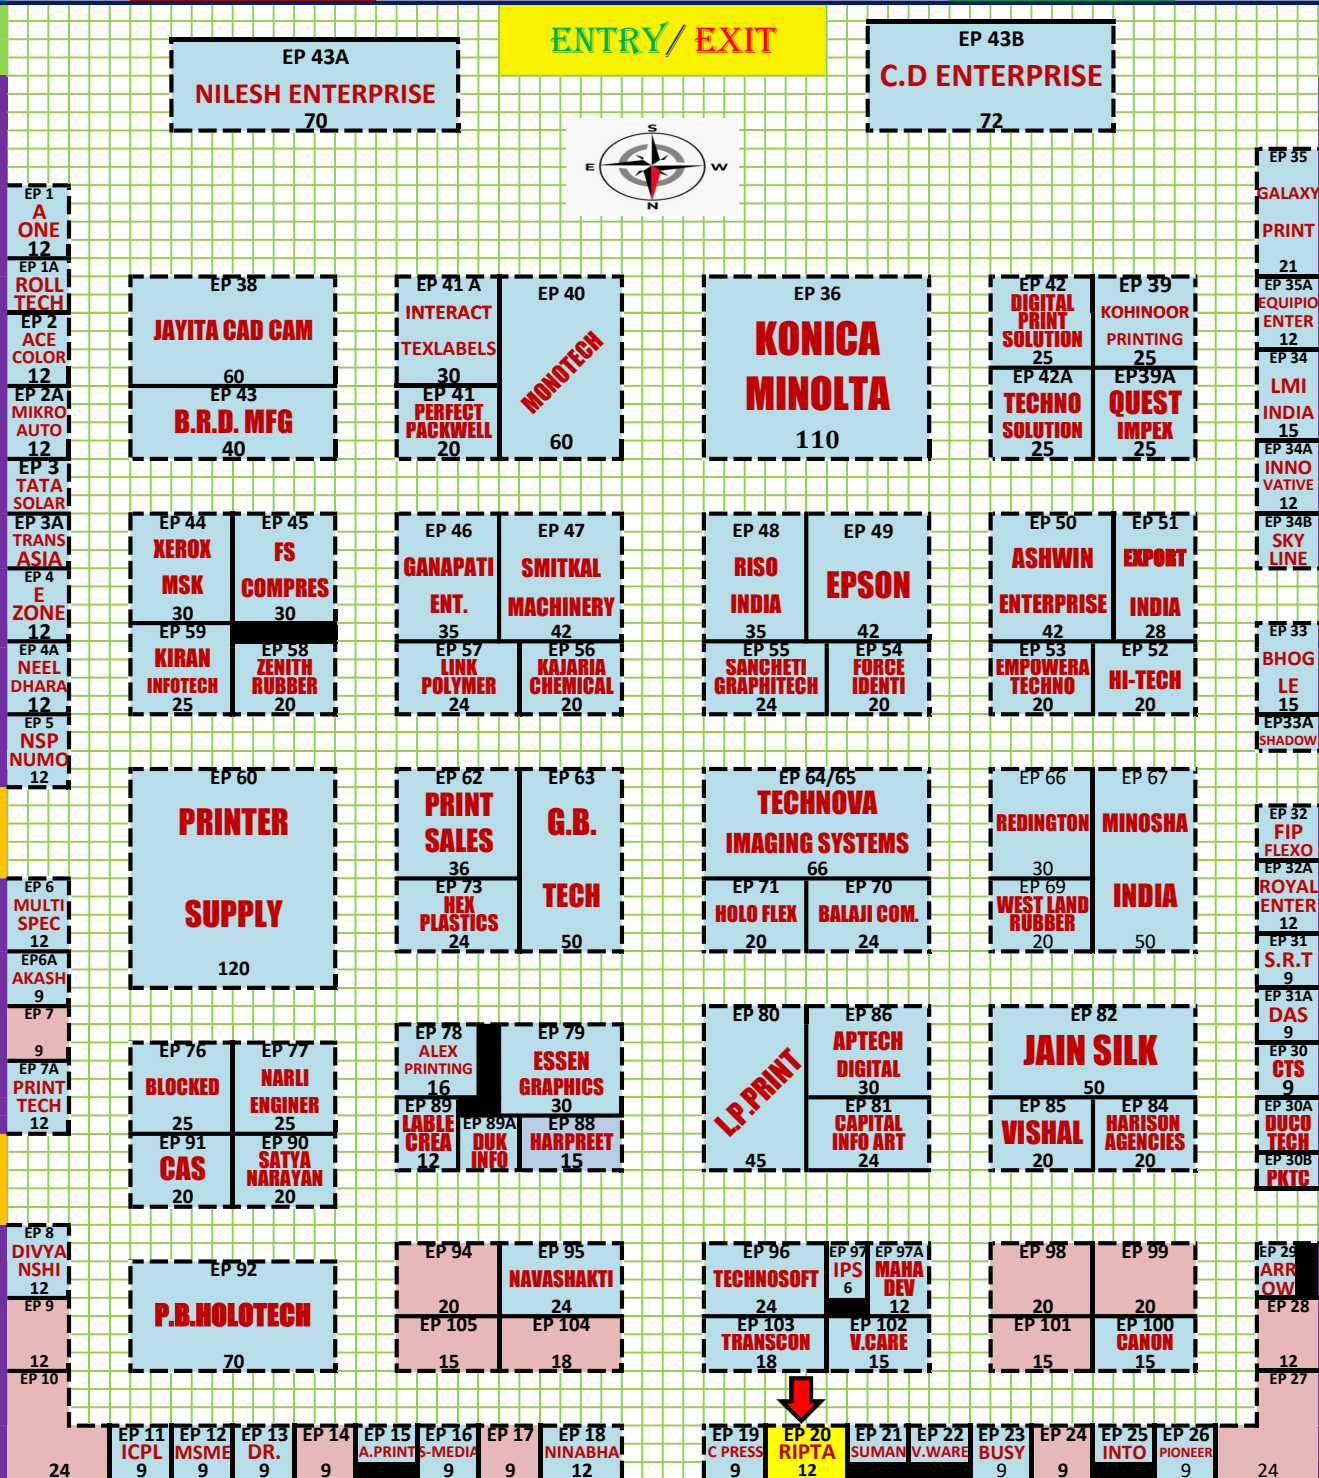 ENTRY/ EXIT
EP 43A
NILESH ENTERPRISE
70
EP 43B
C.D ENTERPRISE
72
S
E
W
N
EP 1
A
ONE
12
EP 1A
ROLL
TECH
EP 2
ACE
COLOR
12
EP 2A
MIKRO
AUTO
12
EP 3
TATA
SOLAR
EP 3A
TRANS
ASIA
EP 4
E
ZONE
12
EP 4A
NEEL
DHARA
12
EP 5
NSP
NUMO
12
EP 6
MULTI
SPEC
12
EP6A
AKASH
9
EP 7
9
EP 7A
PRINT
TECH
12
EP 8
DIVYA
NSHI
12
EP 9
12
EP 10
24
EP 38
JAYITA CAD CAM
60
EP 43
B.R.D. MFG
40
EP 41 A
INTERACT
TEXLABELS
30
EP 41
PERFECT
PACKWELL
20
EP 40
MONOTECH
60
EP 36
KONICA
MINOLTA
110
EP 42
DIGITAL
PRINT
SOLUTION
25
EP 39
KOHINOOR
PRINTING
25
EP 42A
TECHNO
SOLUTION
25
EP39A
QUEST
IMPEX
25
EP 44
XEROX
MSK
30
EP 45
FS
COMPRES
30
EP 59
KIRAN
INFOTECH
25
EP 58
ZENITH
RUBBER
20
EP 46
GANAPATI
ENT.
35
EP 47
SMITKAL
MACHINERY
42
EP 57
LINK
POLYMER
24
EP 56
KAJARIA
CHEMICAL
20
EP 48
RISO
INDIA
35
EP 49
EPSON
42
EP 55
SANCHETI
GRAPHITECH
24
EP 54
FORCE
IDENTI
20
EP 50
ASHWIN
ENTERPRISE
42
EP 51
EXPORT
INDIA
28
EP 53
EMPOWERA
TECHNO
20
EP 52
HI-TECH
20
EP 60
PRINTER
SUPPLY
120
EP 62
PRINT
SALES
36
EP 63
G.B.
TECH
50
EP 73
HEX
PLASTICS
24
EP 64/65
TECHNOVA
IMAGING SYSTEMS
66
EP 71
HOLO FLEX
20
EP 70
BALAJI COM.
24
EP 66
REDINGTON
30
EP 67
MINOSHA
INDIA
50
EP 69
WEST LAND
RUBBER
20
EP 76
BLOCKED
25
EP 77
NARLI
ENGINER
25
EP 91
CAS
20
EP 90
SATYA
NARAYAN
20
EP 78
ALEX
PRINTING
16
EP 79
ESSEN
GRAPHICS
30
EP 89
LABLE
CREA
12
EP 89A
DUK
INFO
EP 88
HARPREET
15
EP 80
L.P.PRINT
45
EP 86
APTECH
DIGITAL
30
EP 81
CAPITAL
INFO ART
24
EP 82
JAIN SILK
50
EP 85
VISHAL
20
EP 84
HARISON
AGENCIES
20
EP 92
P.B.HOLOTECH
70
EP 94
20
EP 95
NAVASHAKTI
24
EP 105
15
EP 104
18
EP 96
TECHNOSOFT
24
EP 97
IPS
6
EP 97A
MAHA
DEV
12
EP 103
TRANSCON
18
EP 102
V.CARE
15
EP 98
20
EP 99
20
EP 101
15
EP 100
CANON
15
EP 35
GALAXY
PRINT
21
EP 35A
EQUIPIO
ENTER
12
EP 34
LMI
INDIA
15
EP 34A
INNO
VATIVE
12
EP 34B
SKY
LINE
EP 33
BHOG
LE
15
EP33A
SHADOW
EP 32
FIP
FLEXO
EP 32A
ROYAL
ENTER
12
EP 31
S.R.T
9
EP 31A
DAS
9
EP 30
CTS
9
EP 30A
DUCO
TECH
EP 30B
PKTC
EP 29
ARR
OW
EP 28
12
EP 27
24
EP 11
ICPL
9
EP 12
MSME
9
EP 13
DR.
9
EP 14
9
EP 15
A.PRINT
EP 16
S-MEDIA
9
EP 17
9
EP 18
NINABHA
12
EP 19
C PRESS
9
EP 20
RIPTA
12
EP 21
SUMAN
EP 22
V.WARE
EP 23
BUSY
9
EP 24
9
EP 25
INTO
EP 26
PIONEER
9